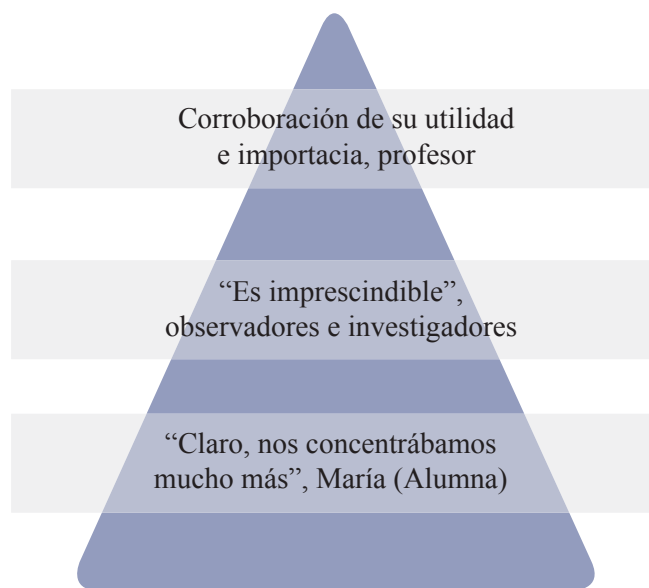 Corroboración de su utilidad
e importacia, profesor
“Es imprescindible”,
observadores e investigadores
“Claro, nos concentrábamos
mucho más”, María (Alumna)